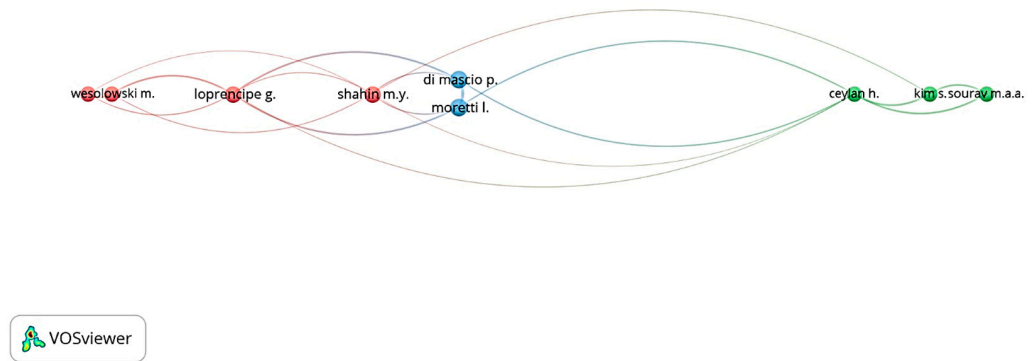 di mascio p.
wesolowski m.
loprencipe g.
shahin m.y.
moretti l.
ceylan h.
kim s.
sourav m.a.a.
VOSviewer